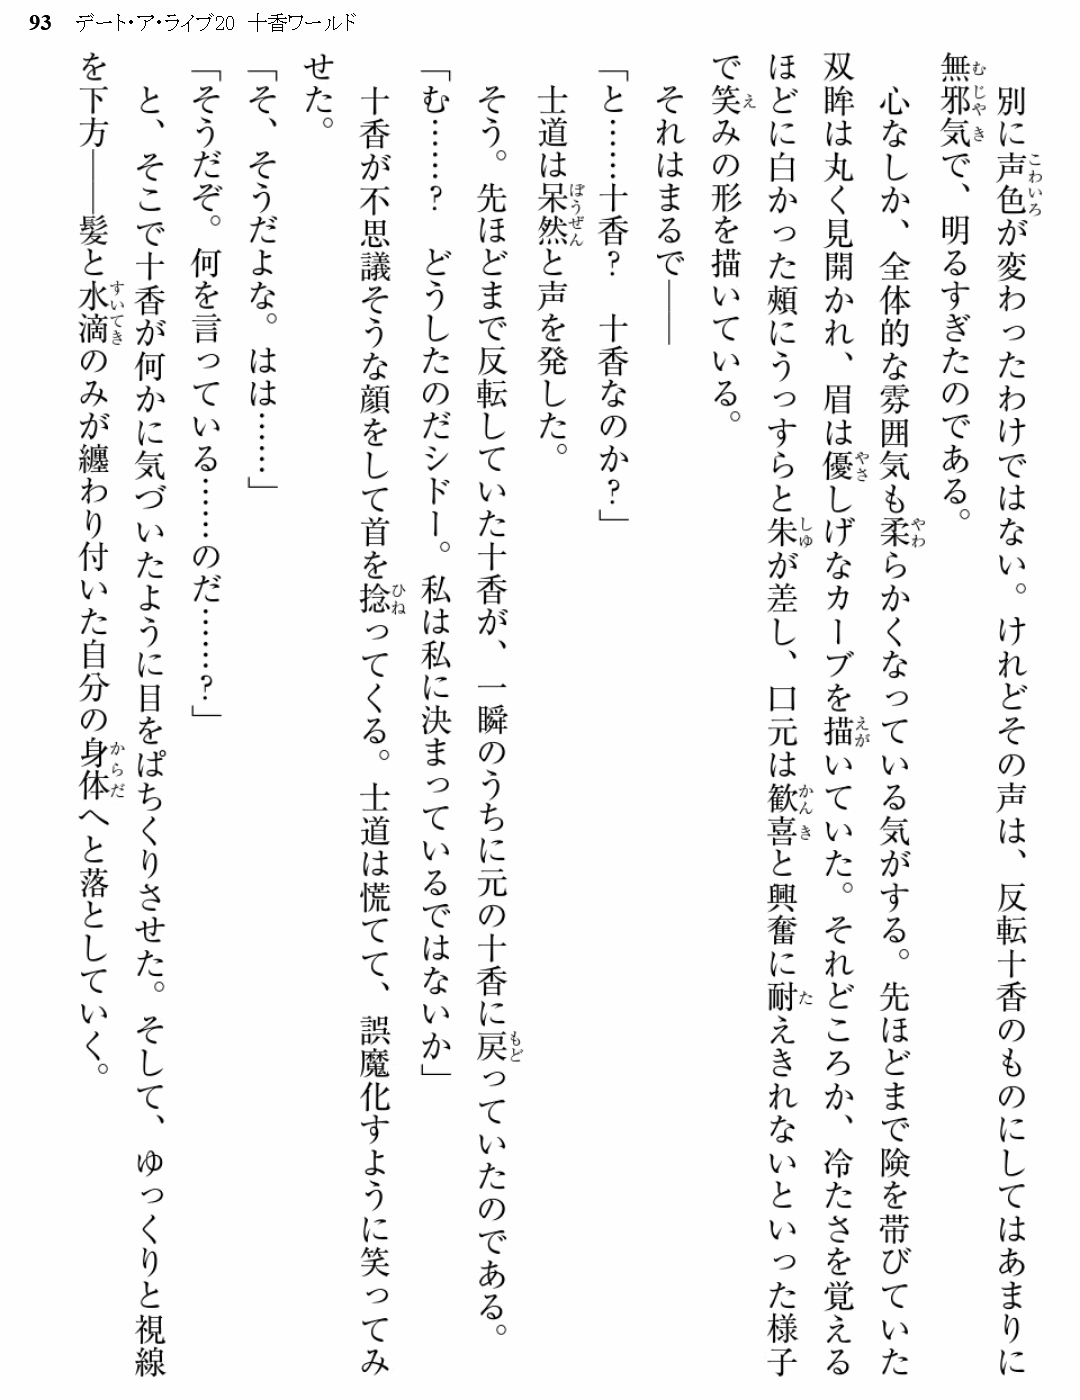 93 デート・ア・ライブ20 十香ワールド
別に声色が変わったわけではない。けれどその声は、反転十香のものにしてはあまりに
無邪気で、明るすぎたのである。
心なしか、全体的な雰囲気も柔らかくなっている気がする。先ほどまで険を帯びていた
双眸は丸く見開かれ、眉は優しげなカーブを描いていた。それどころか、冷たさを覚える
ほどに白かった頰にうっすらと朱が差し、口元は歓喜と興奮に耐えきれないといった様子
で笑みの形を描いている。
それはまるで――
「と……十香? 十香なのか?」
士道は呆然と声を発した。
そう。先ほどまで反転していた十香が、一瞬のうちに元の十香に戻っていたのである。
「む……? どうしたのだシドー。私は私に決まっているではないか」
十香が不思議そうな顔をして首を捻ってくる。士道は慌てて、誤魔化すように笑ってみ
せた。
「そ、そうだよな。はは……」
「そうだぞ。何を言っている……のだ……?」
と、そこで十香が何かに気づいたように目をぱちくりさせた。そして、ゆっくりと視線
を下方――髪と水滴のみが纏わり付いた自分の身体へと落としていく。